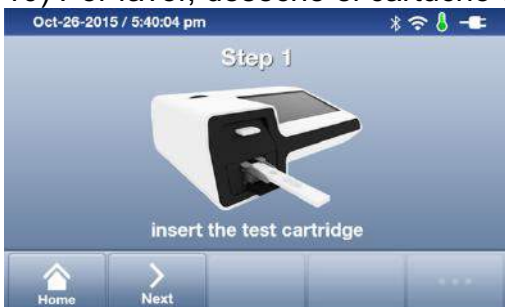 Oct-26-2015 / 5:40:04 pm
Step 1
insert the test cartridge
Home
Next